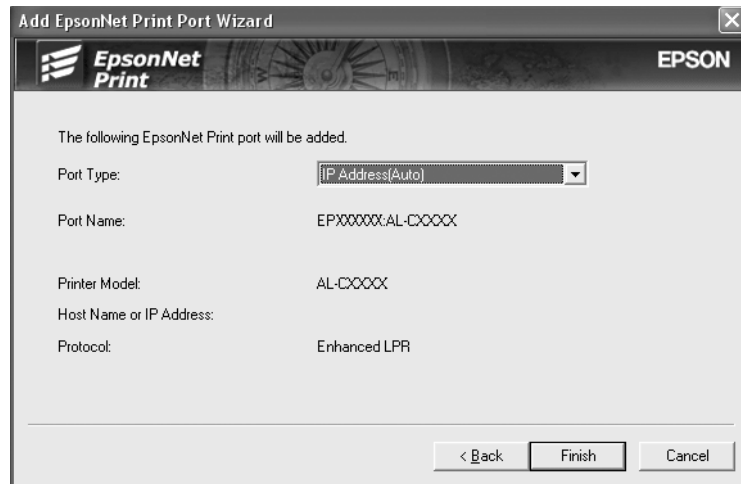 Add EpsonNet Print Port Wizard
EpsonNet
Print
EPSON
The following EpsonNet Print port will be added.
Port Type: IP Address(Auto)
Port Name: EPXXXXXX:AL-CXXXX
Printer Model: AL-CXXXX
Host Name or IP Address:
Protocol: Enhanced LPR
< Back Finish Cancel